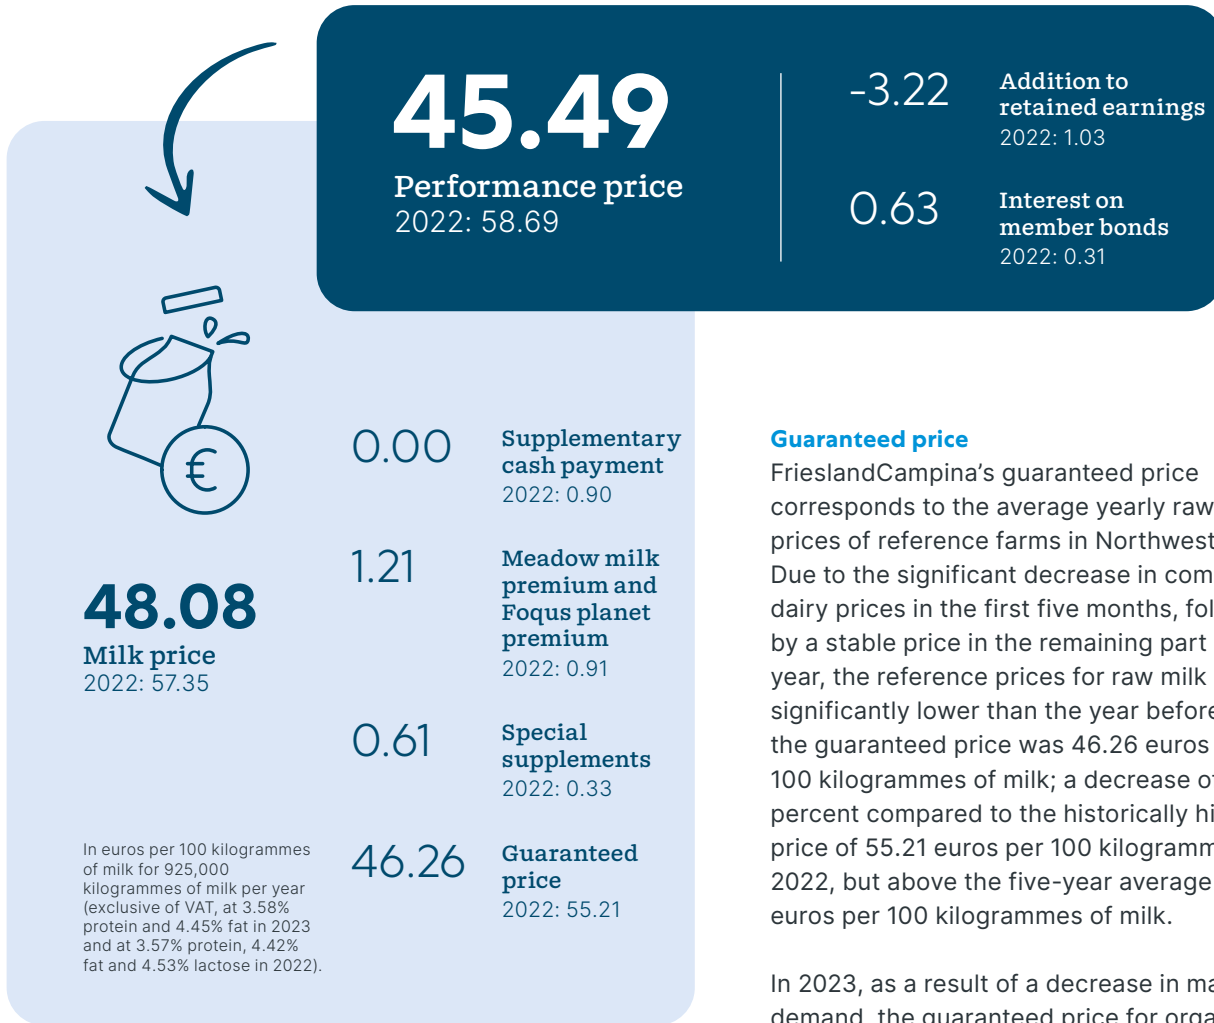 45.49
Performance price
2022: 58.69
-3.22
Addition to
retained earnings
2022: 1.03
0.63
Interest on
member bonds
2022: 0.31
€
48.08
Milk price
2022: 57.35
0.00
Supplementary
cash payment
2022: 0.90
1.21
Meadow milk
premium and
Foqus planet
premium
2022: 0.91
0.61
Special
supplements
2022: 0.33
46.26
Guaranteed
price
2022: 55.21
In euros per 100 kilogrammes
of milk for 925,000
kilogrammes of milk per year
(exclusive of VAT, at 3.58%
protein and 4.45% fat in 2023
and at 3.57% protein, 4.42%
fat and 4.53% lactose in 2022).
Guaranteed price
FrieslandCampina's guaranteed price
corresponds to the average yearly raw
prices of reference farms in Northwest
Due to the significant decrease in
dairy prices in the first five months,
by a stable price in the remaining part
year, the reference prices for raw milk
significantly lower than the year before
the guaranteed price was 46.26 euros
100 kilogrammes of milk; a decrease
percent compared to the historically
price of 55.21 euros per 100
2022, but above the five-year average
euros per 100 kilogrammes of milk.
In 2023, as a result of a decrease in
demand, the guaranteed price for